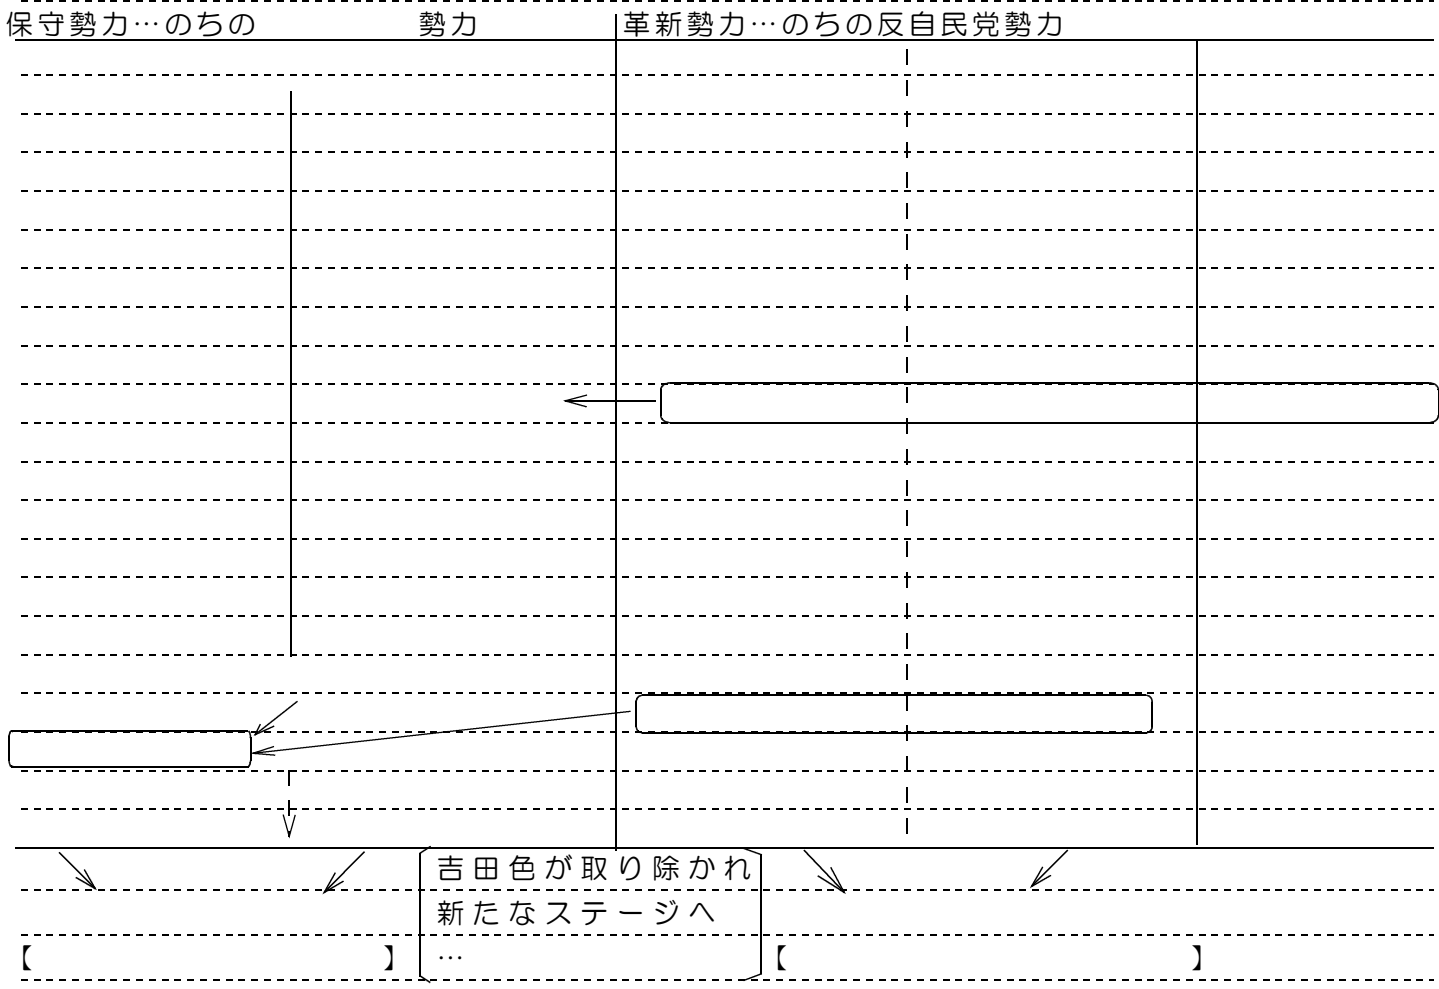 保守勢力…のちの　　　　　勢力
革新勢力…のちの反自民党勢力
吉田色が取り除かれ
新たなステージへ
…
【　　　　　　　　　　　】
【　　　　　　　　　　　　　】